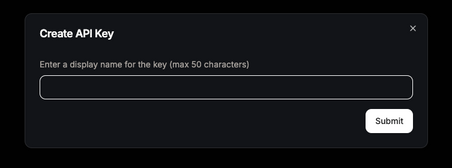 Create API Key
Enter a display name for the key (max 50 characters)
Submit